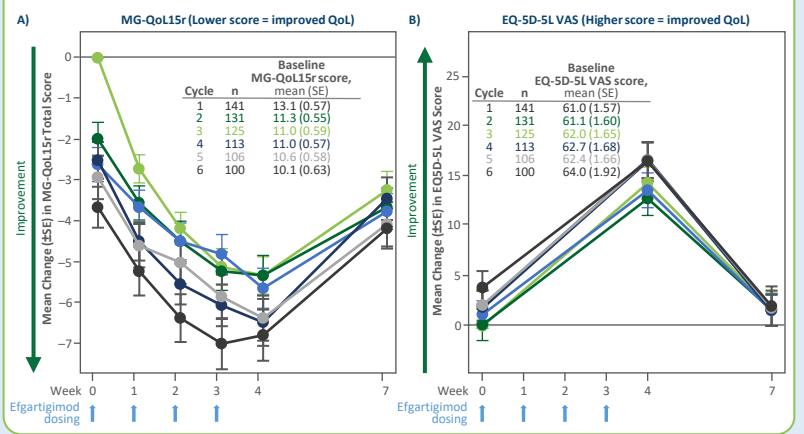 A) MG-QoL15r (Lower score = improved QoL)
Improvement
Mean Change (±SE) in MG-QoL15r Total Score
0
−1
−2
−3
−4
−5
−6
−7
Baseline
MG-QoL15r score,
Cycle n mean (SE)
1 141 13.1 (0.57)
2 131 11.3 (0.55)
3 125 11.0 (0.59)
4 113 11.0 (0.57)
5 106 10.6 (0.58)
6 100 10.1 (0.63)
Week 0 1 2 3 4 7
Efgartigimod
dosing
B) EQ-5D-5L VAS (Higher score = improved QoL)
Improvement
Mean Change (±SE) in EQ5D-5L VAS Score
25
20
15
10
5
0
Baseline
EQ-5D-5L VAS score,
Cycle n mean (SE)
1 141 61.0 (1.57)
2 131 61.1 (1.60)
3 125 62.0 (1.65)
4 113 62.7 (1.68)
5 106 62.4 (1.66)
6 100 64.0 (1.92)
0 1 2 3 4 7